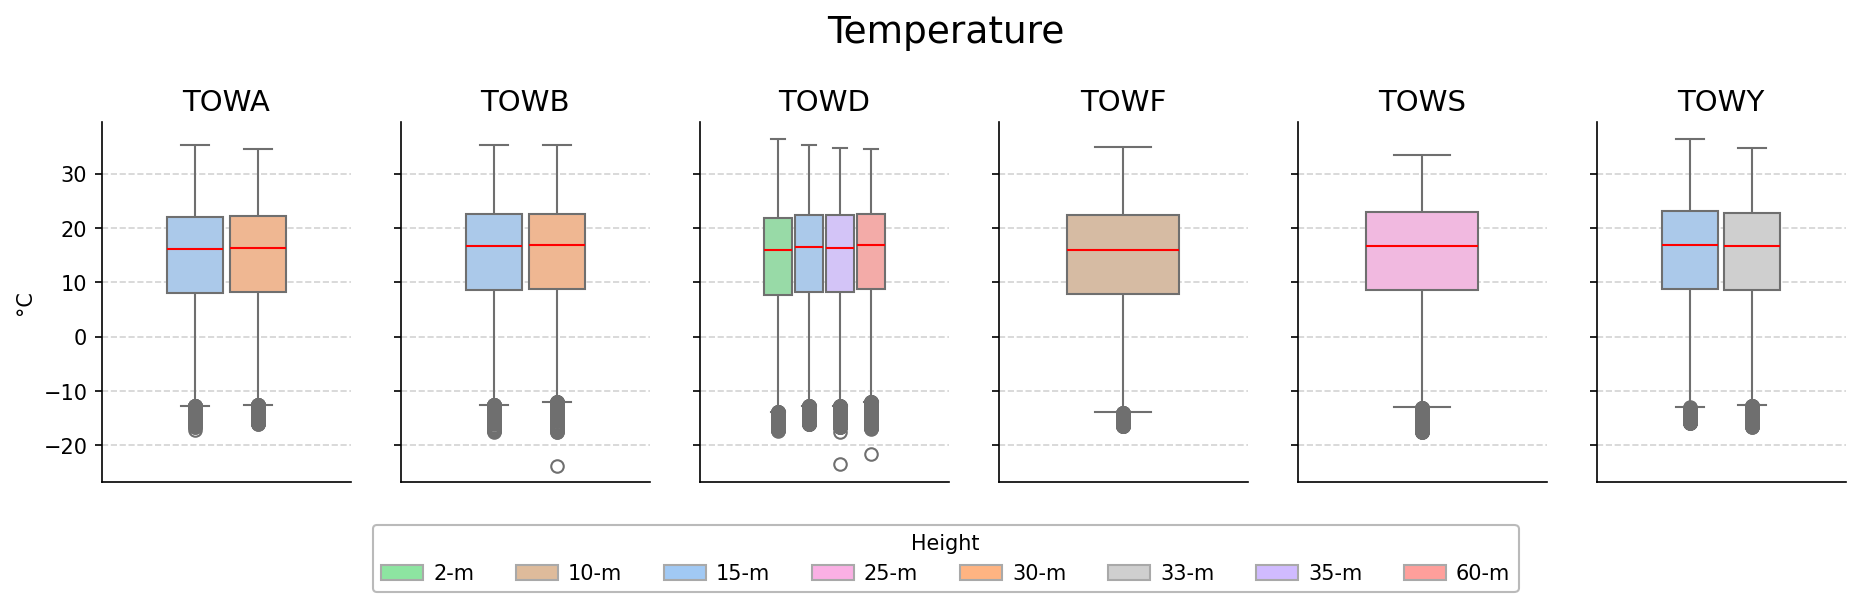 Temperature
TOWA TOWB TOWD TOWF TOWS TOWY
°C
30
20
10
0
−10
−20
Height
2-m 10-m 15-m 25-m 30-m 33-m 35-m 60-m